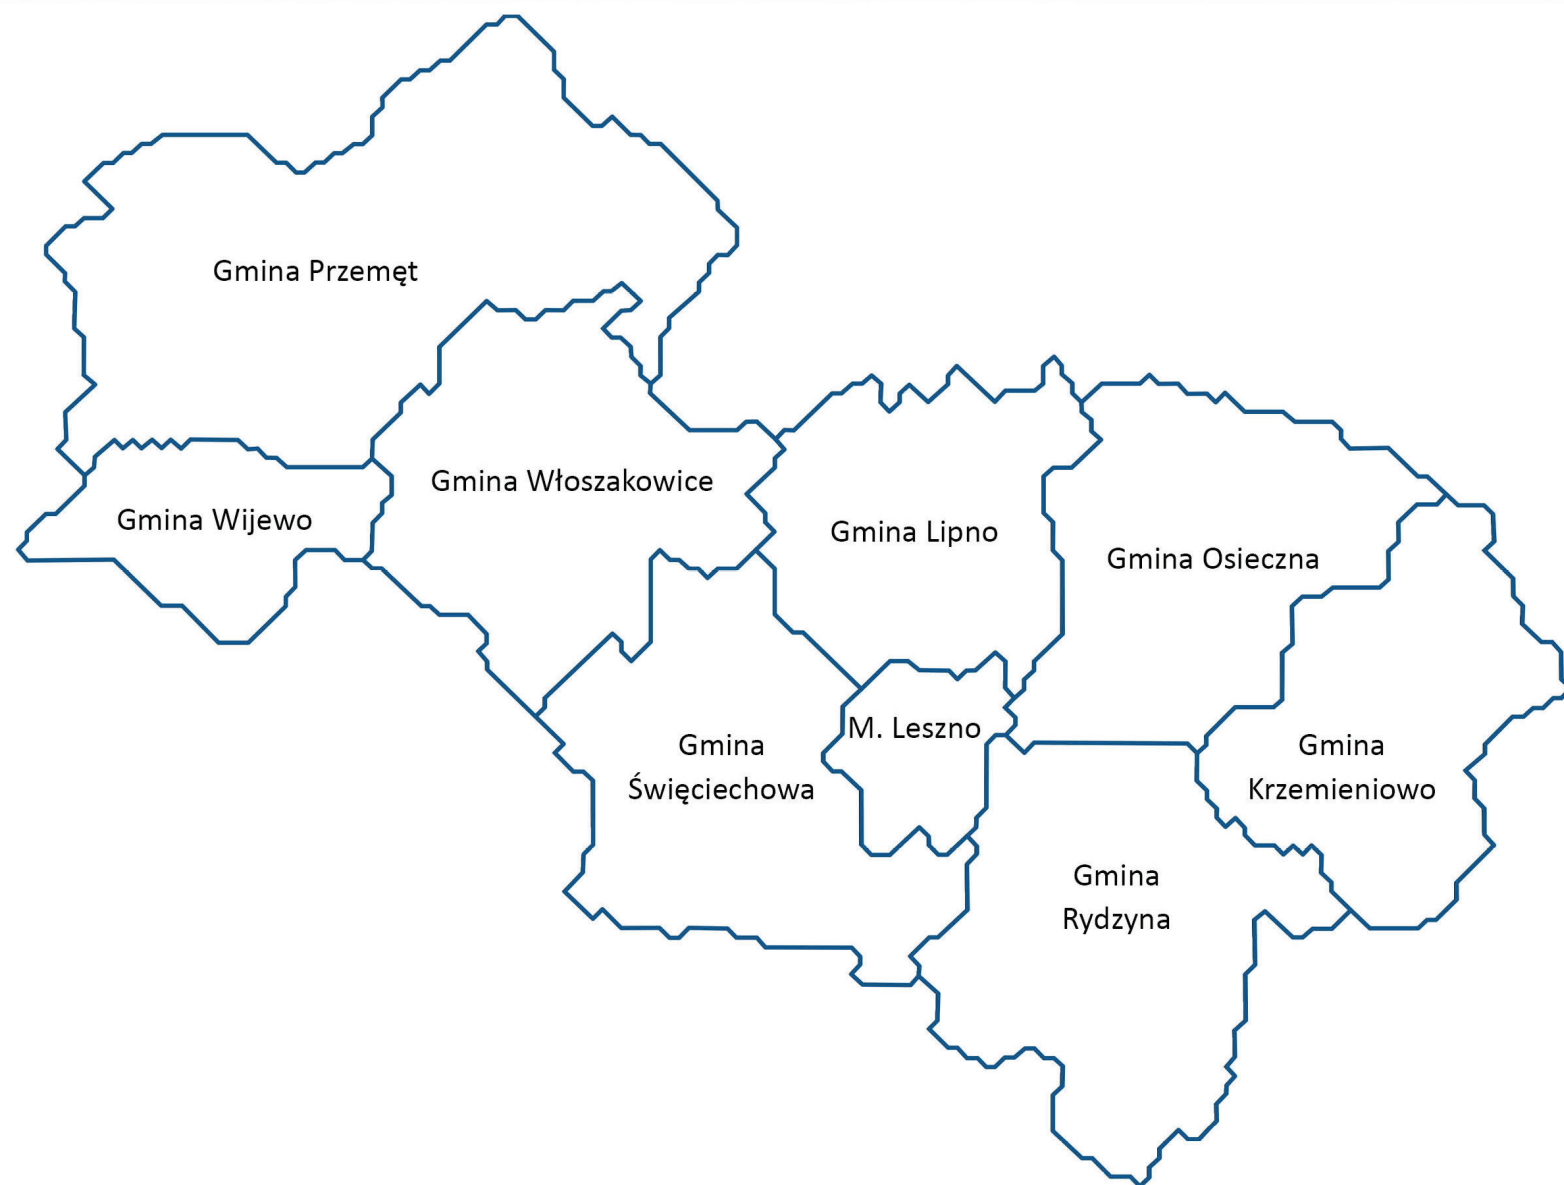 Gmina Przemęt
Gmina Włoszakowice
Gmina Wijewo
Gmina Lipno
Gmina Osieczna
M. Leszno
Gmina
Święciechowa
Gmina
Krzemieniowo
Gmina
Rydzyna